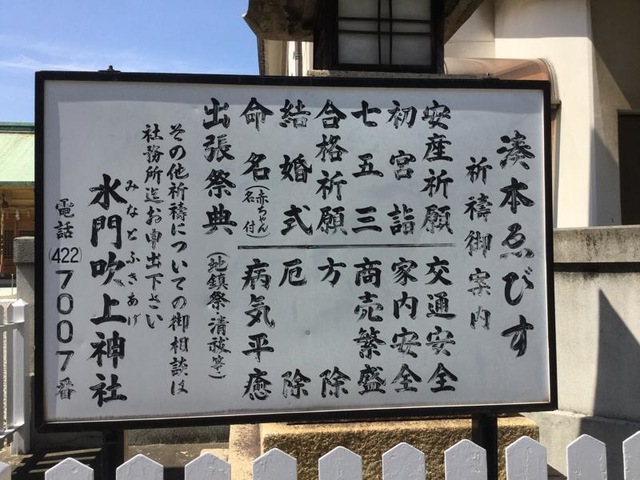 湊本ゑびす
祈禱御案内
安産祈願
交通安全
初宮詣
家内安全
七五三
商売繁盛
合格祈願
方除
結婚式
厄除
命名(赤ちゃん名付)
病気平癒
出張祭典(地鎮祭・清祓等)
その他祈禱についての御相談は
社務所迄お申出下さい
みなとふきあげ
水門吹上神社
電話(422)7007番